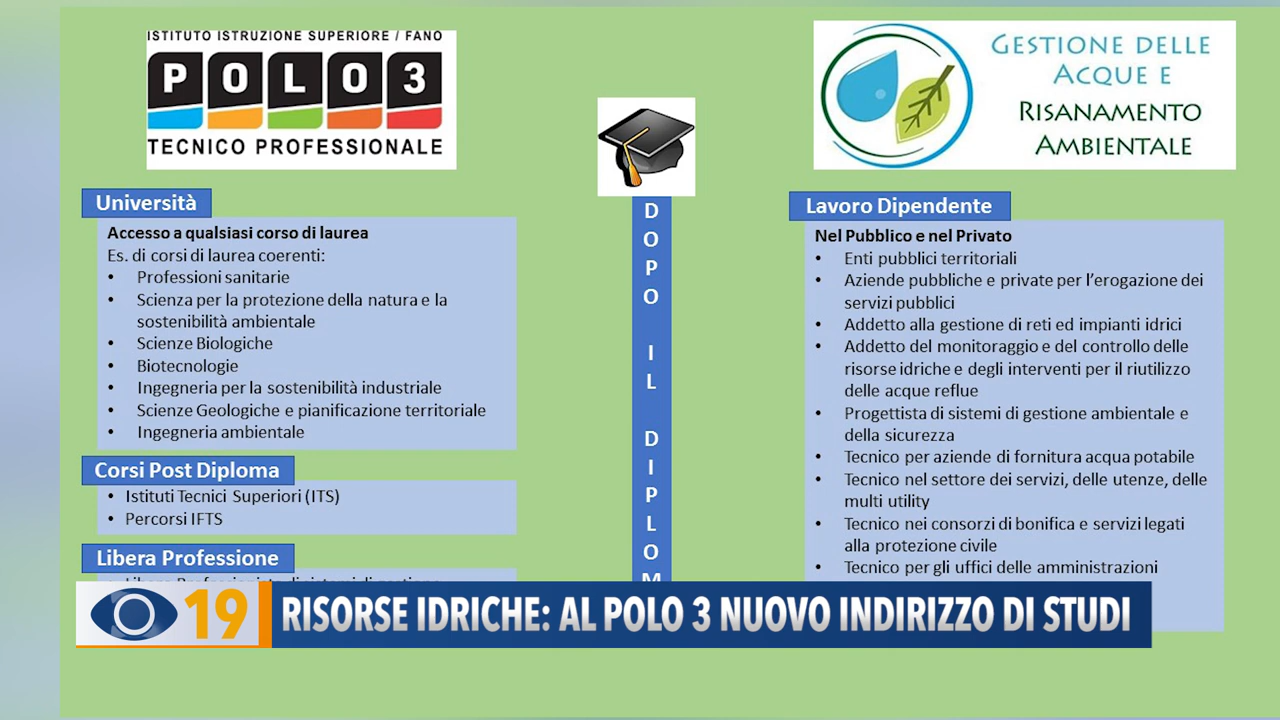 ISTITUTO ISTRUZIONE SUPERIORE / FANO
POLO 3
TECNICO PROFESSIONALE
GESTIONE DELLE
ACQUE E
RISANAMENTO
AMBIENTALE
Università
Accesso a qualsiasi corso di laurea
Es. di corsi di laurea coerenti:
• Professioni sanitarie
• Scienza per la protezione della natura e la
sostenibilità ambientale
• Scienze Biologiche
• Biotecnologie
• Ingegneria per la sostenibilità industriale
• Scienze Geologiche e pianificazione territoriale
• Ingegneria ambientale
Corsi Post Diploma
• Istituti Tecnici Superiori (ITS)
• Percorsi IFTS
Libera Professione
DOPO IL DIPLOM
Lavoro Dipendente
Nel Pubblico e nel Privato
• Enti pubblici territoriali
• Aziende pubbliche e private per l'erogazione dei
servizi pubblici
• Addetto alla gestione di reti ed impianti idrici
• Addetto del monitoraggio e del controllo delle
risorse idriche e degli interventi per il riutilizzo
delle acque reflue
• Progettista di sistemi di gestione ambientale e
della sicurezza
• Tecnico per aziende di fornitura acqua potabile
• Tecnico nel settore dei servizi, delle utenze, delle
multi utility
• Tecnico nei consorzi di bonifica e servizi legati
alla protezione civile
• Tecnico per gli uffici delle amministrazioni
19
RISORSE IDRICHE: AL POLO 3 NUOVO INDIRIZZO DI STUDI